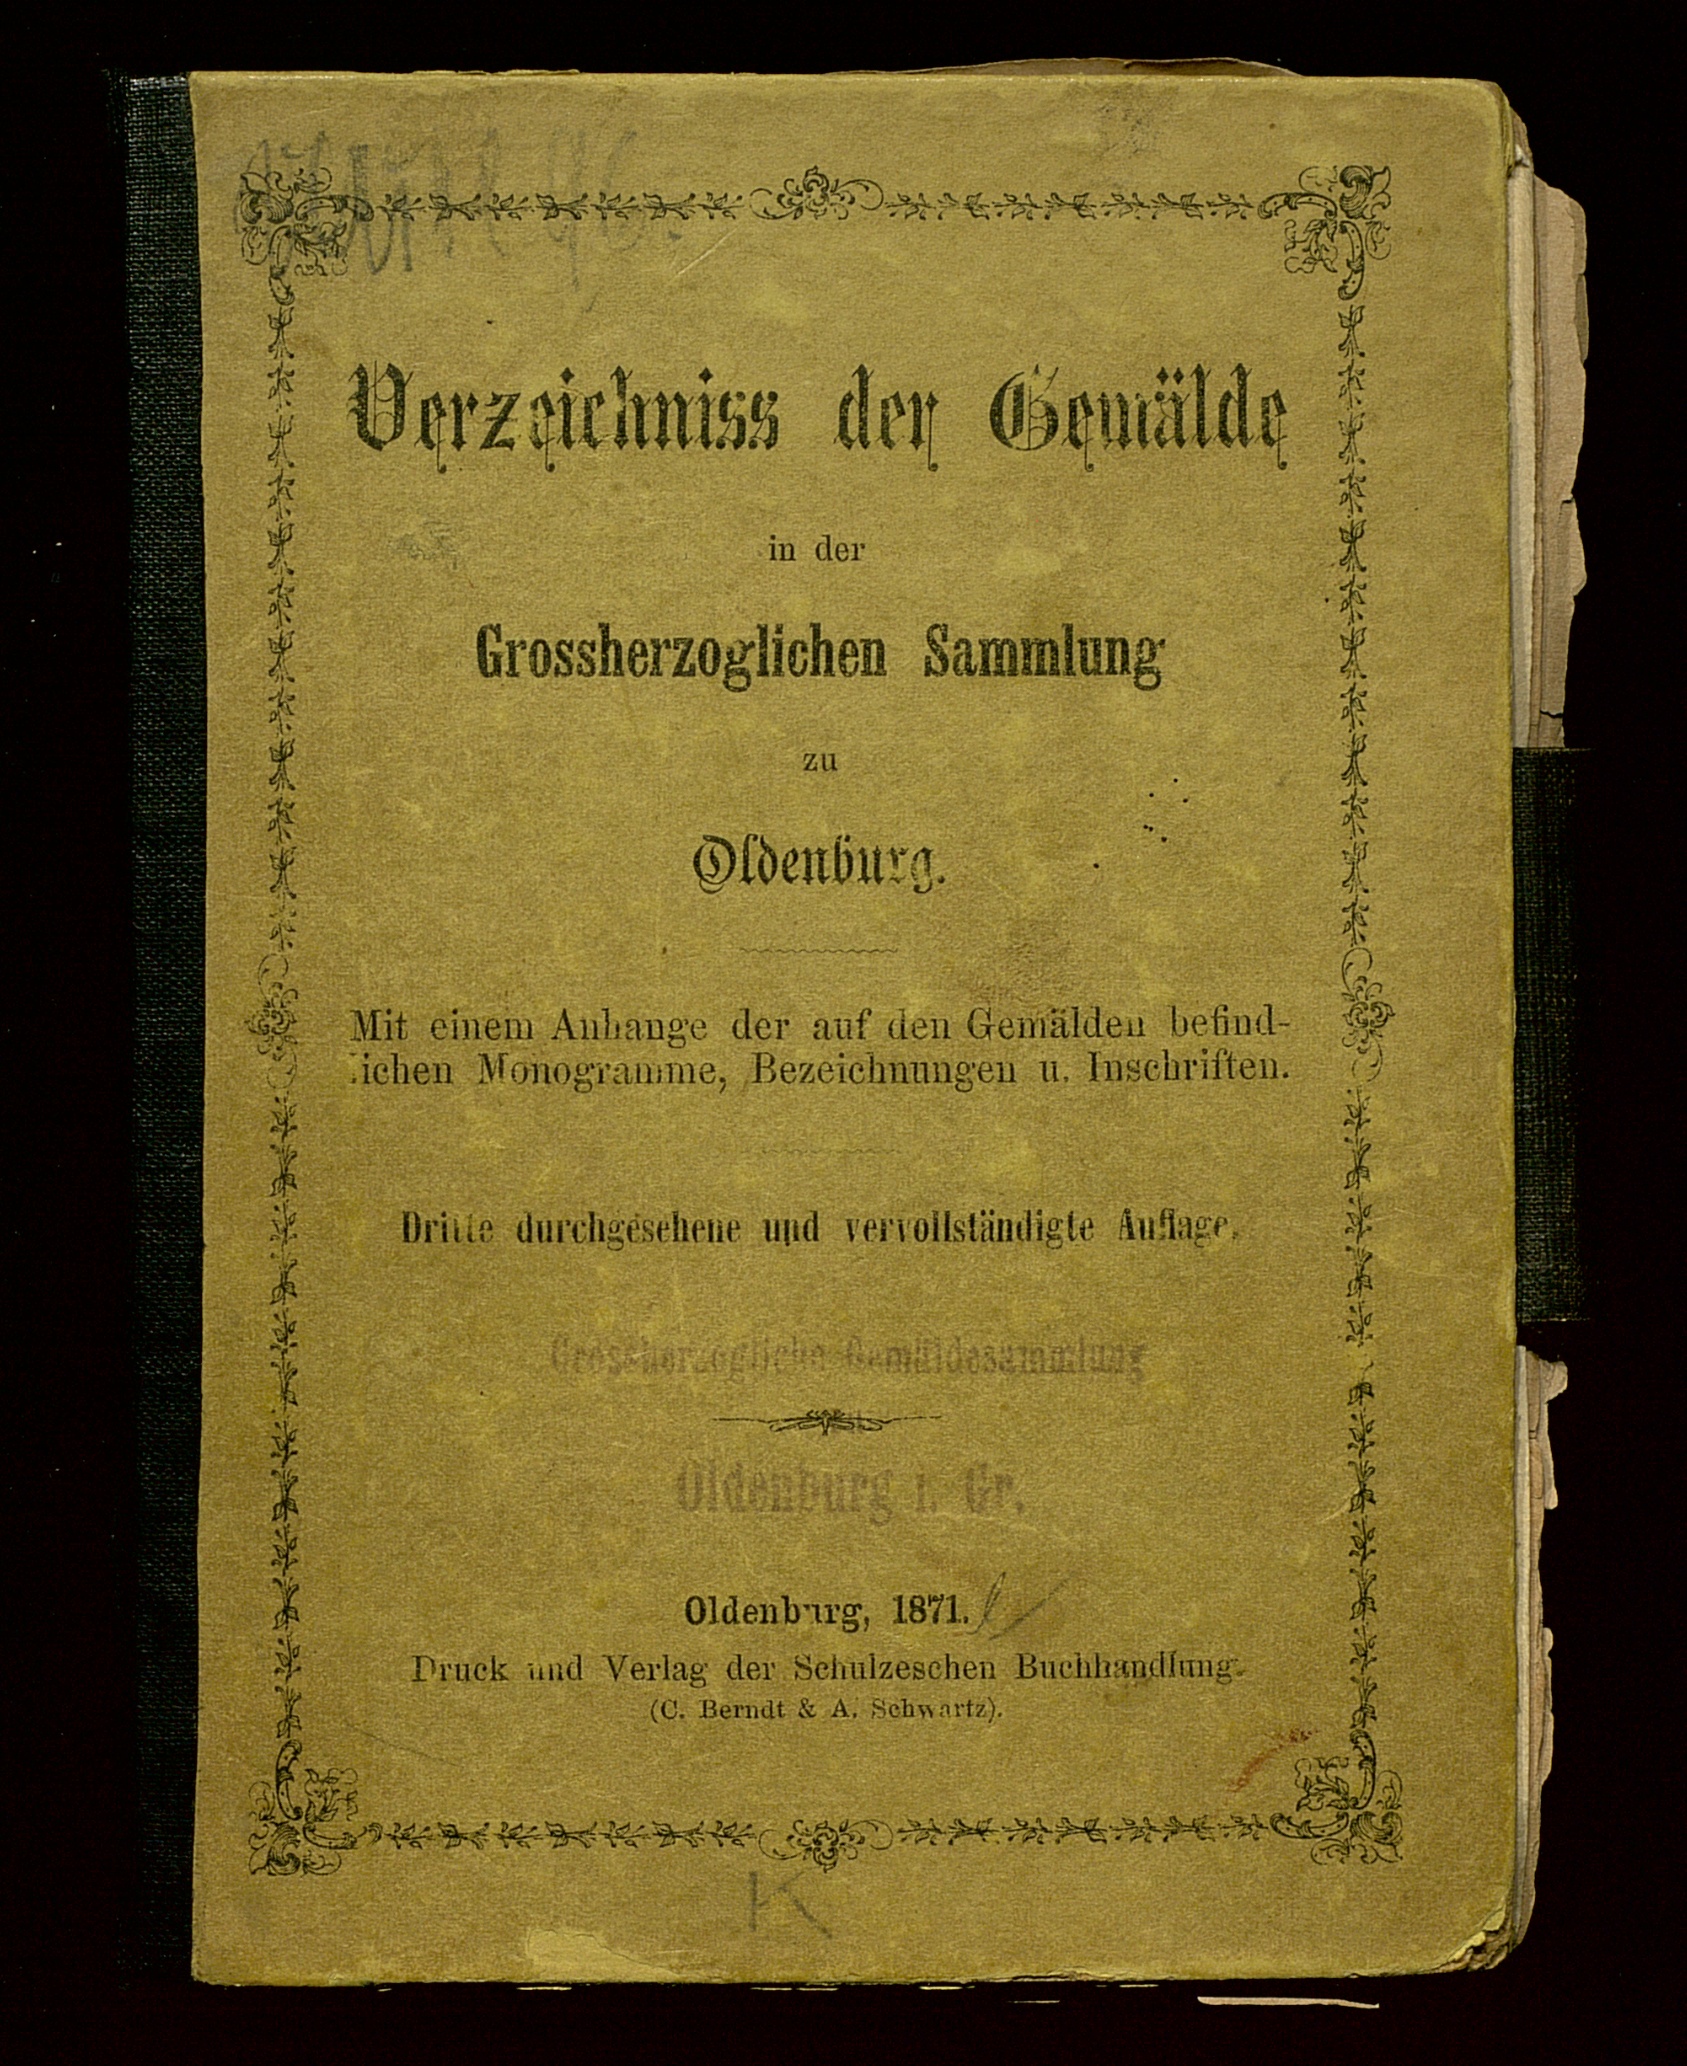 Verzeichniss der Gemälde
in der
Grossherzoglichen Sammlung
zu
Oldenburg.
Mit einem Anhange der auf den Gemälden befind-
lichen Monogramme, Bezeichnungen u. Inschriften.
Dritte durchgesehene und vervollständigte Auflage.
Grossherzogliche Gemäldesammlung
Oldenburg i. Gr.
Oldenburg, 1871.
Druck und Verlag der Schulzeschen Buchhandlung.
(C. Berndt & A. Schwartz).
K